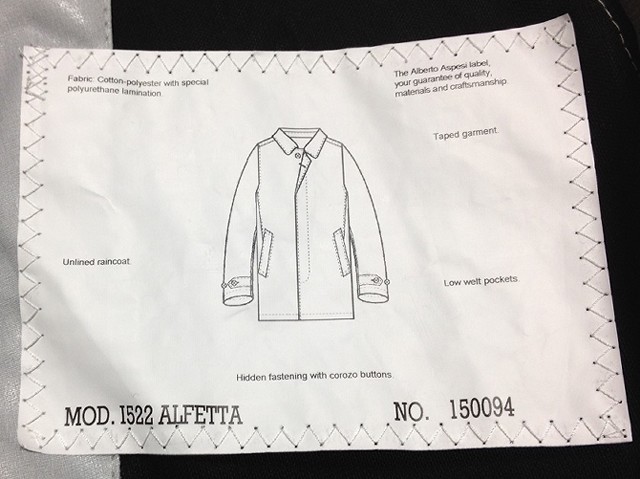 Fabric: Cotton-polyester with special
polyurethane lamination.
The Alberto Aspesi label,
your guarantee of quality,
materials and craftsmanship.
Taped garment.
Unlined raincoat.
Low welt pockets.
Hidden fastening with corozo buttons.
MOD. 1522 ALFETTA
NO. 150094